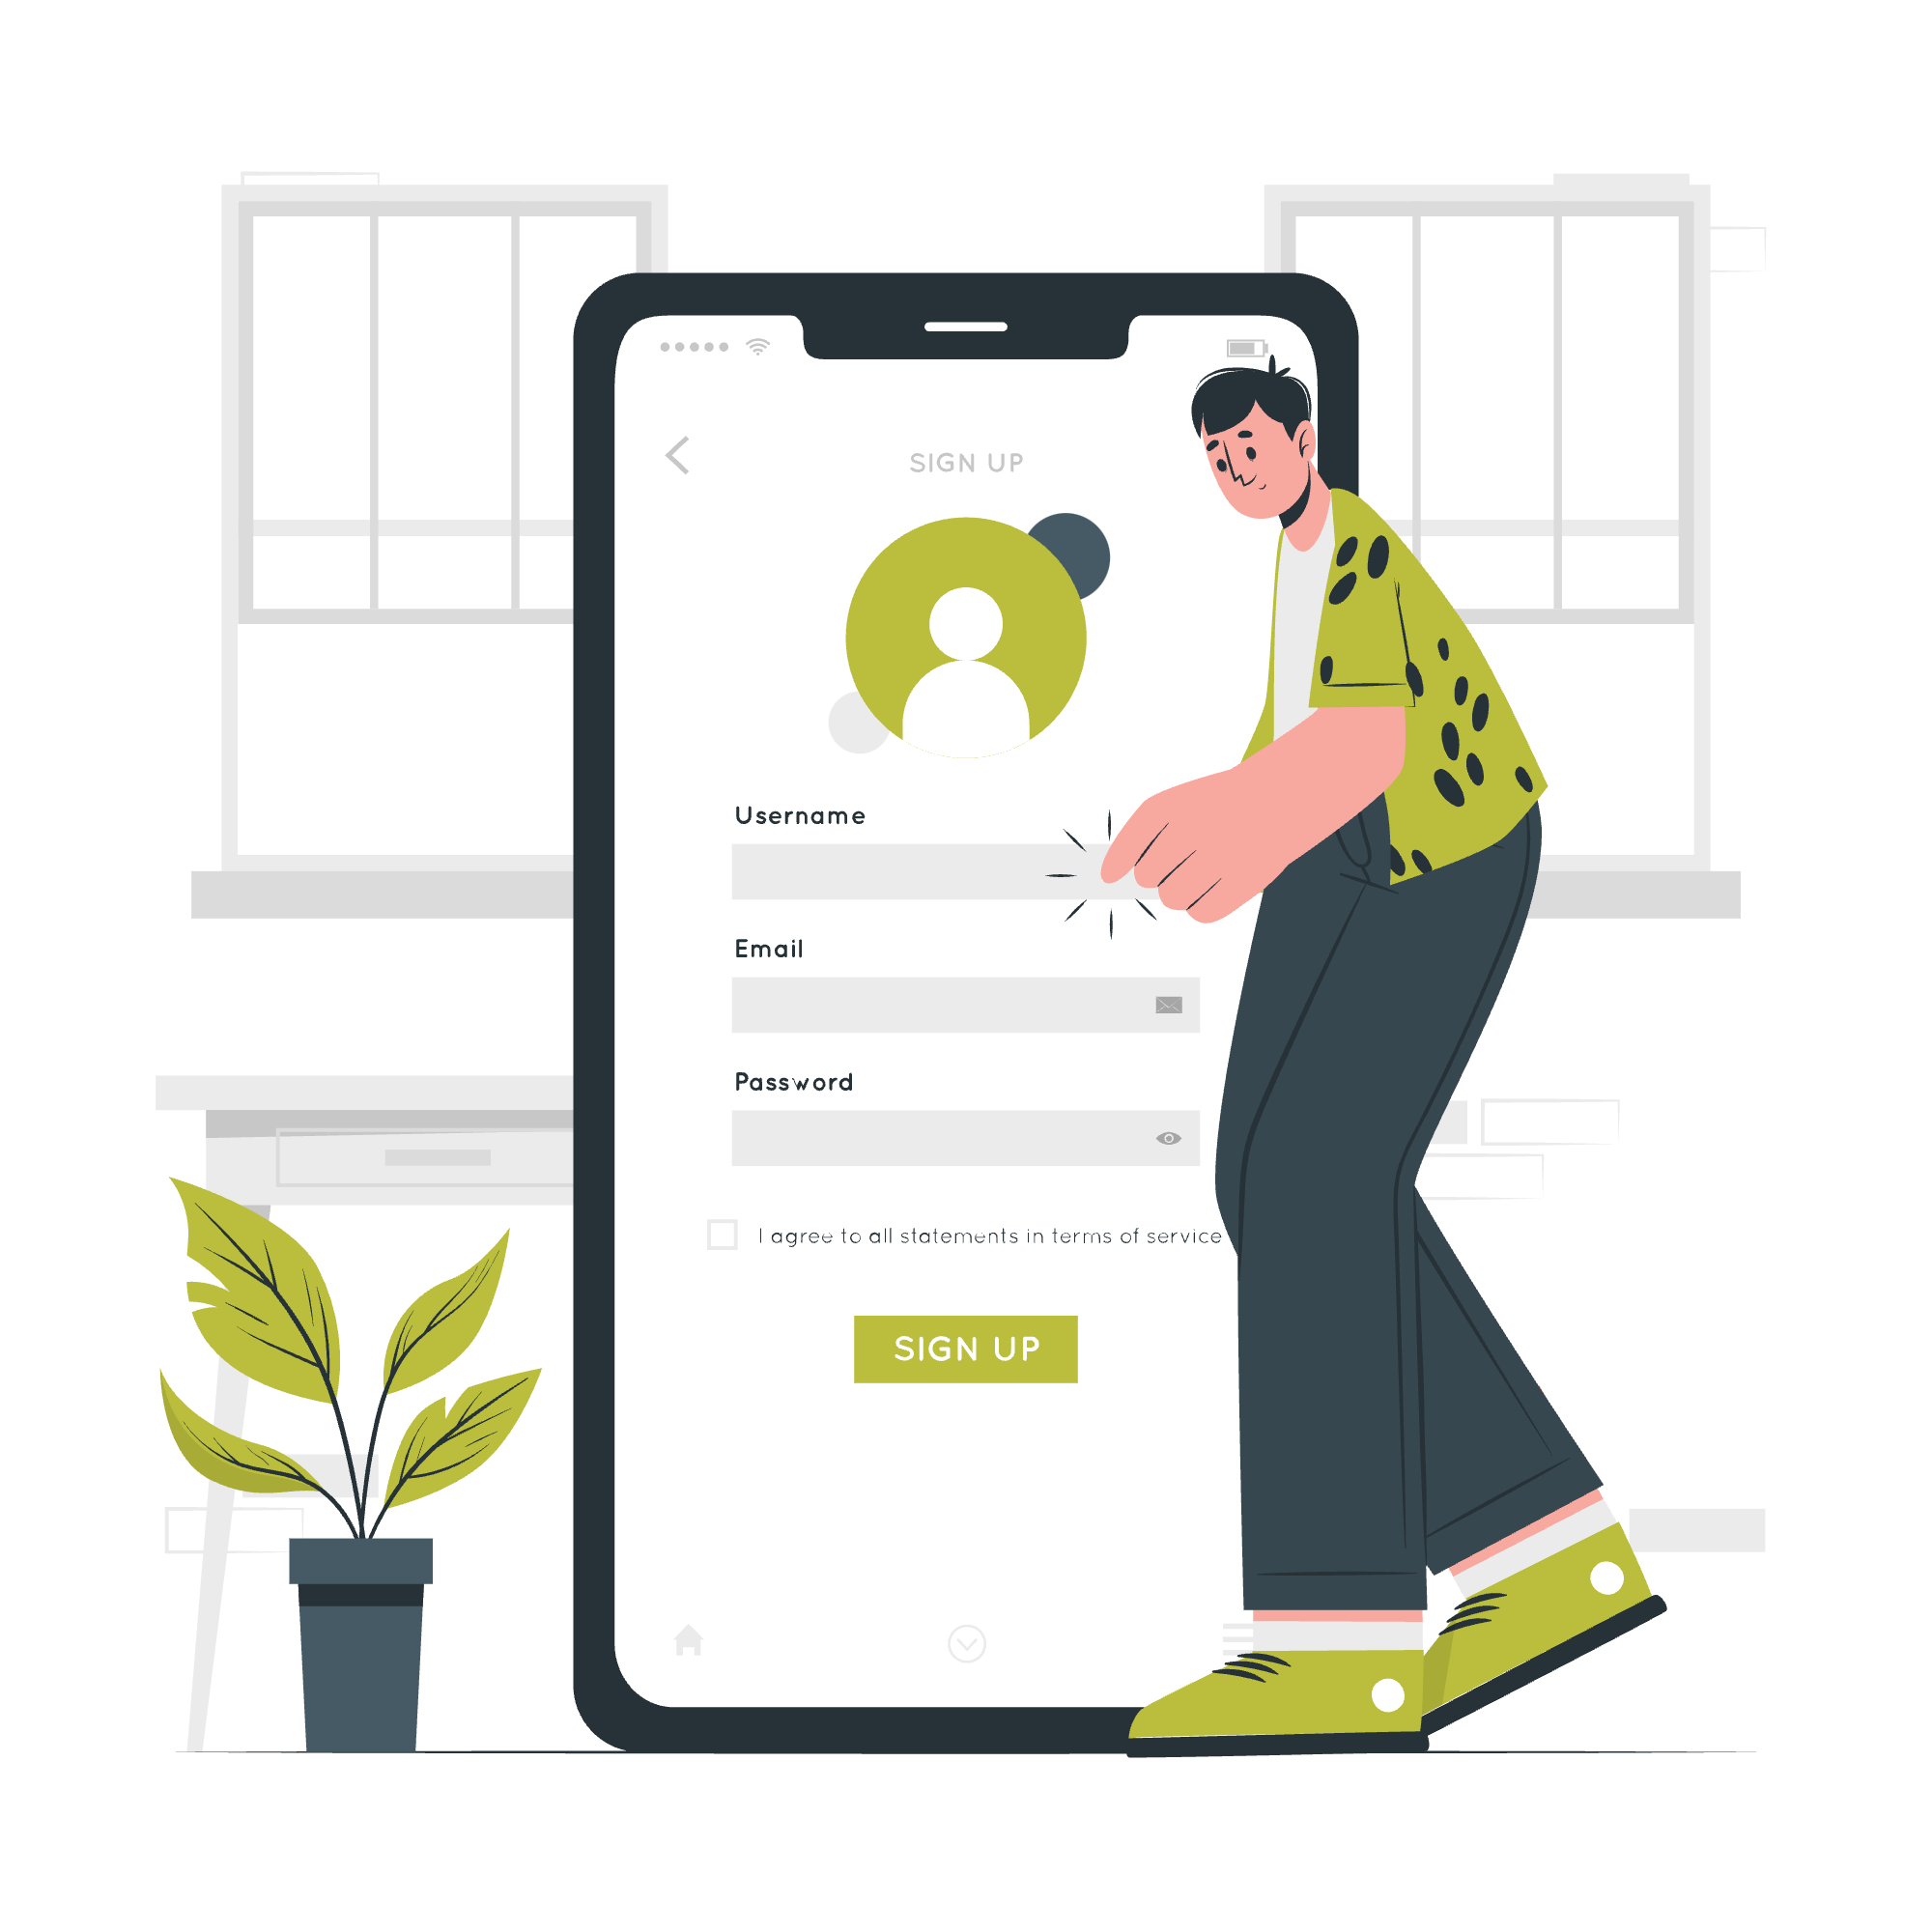 SIGN UP
Username
Email
Password
I agree to all statements in terms of service
SIGN UP